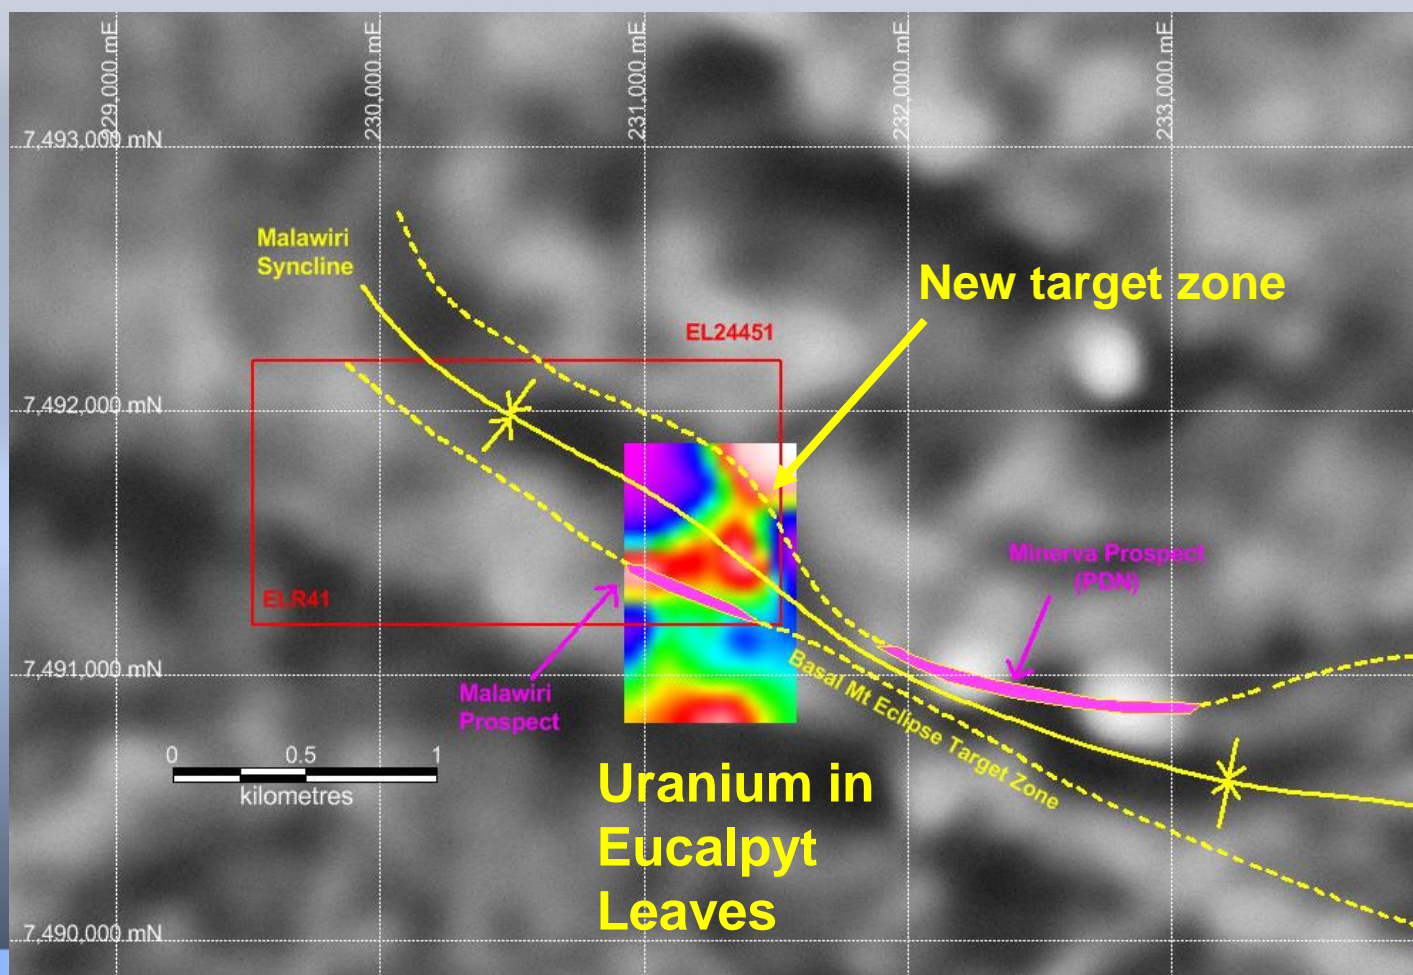 229,000 mE
230,000 mE
231,000 mE
232,000 mE
233,000 mE
7,493,000 mN
Malawiri
Syncline
New target zone
EL24451
7,492,000 mN
Minerva Prospect
(PDN)
ELR41
7,491,000 mN
Basal Mt Eclipse Target Zone
Malawiri
Prospect
0 0.5 1
kilometres
Uranium in
Eucalpyt
Leaves
7,490,000 mN